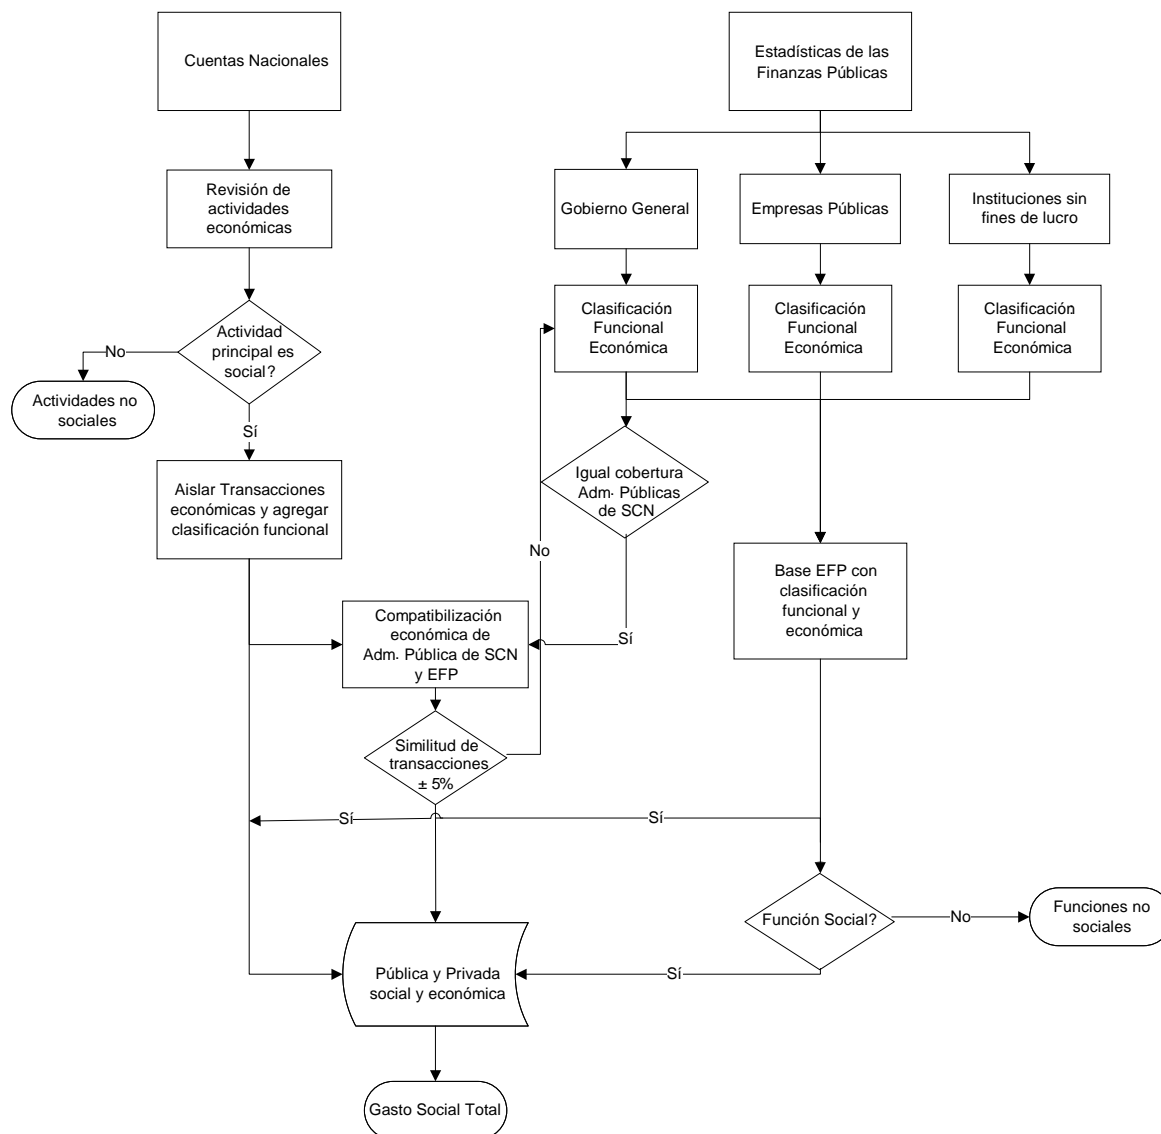 Cuentas Nacionales
Estadísticas de las
Finanzas Públicas
Revisión de
actividades
económicas
Gobierno General
Empresas Públicas
Instituciones sin
fines de lucro
Actividad
principal es
social?
No
Actividades no
sociales
Sí
Clasificación
Funcional
Económica
Clasificación
Funcional
Económica
Clasificación
Funcional
Económica
Aislar Transacciones
económicas y agregar
clasificación funcional
Igual cobertura
Adm. Públicas
de SCN
No
Sí
Base EFP con
clasificación
funcional y
económica
Compatibilización
económica de
Adm. Pública de SCN
y EFP
Similitud de
transacciones
± 5%
Sí
Sí
Función Social?
No
Funciones no
sociales
Sí
Pública y Privada
social y económica
Gasto Social Total